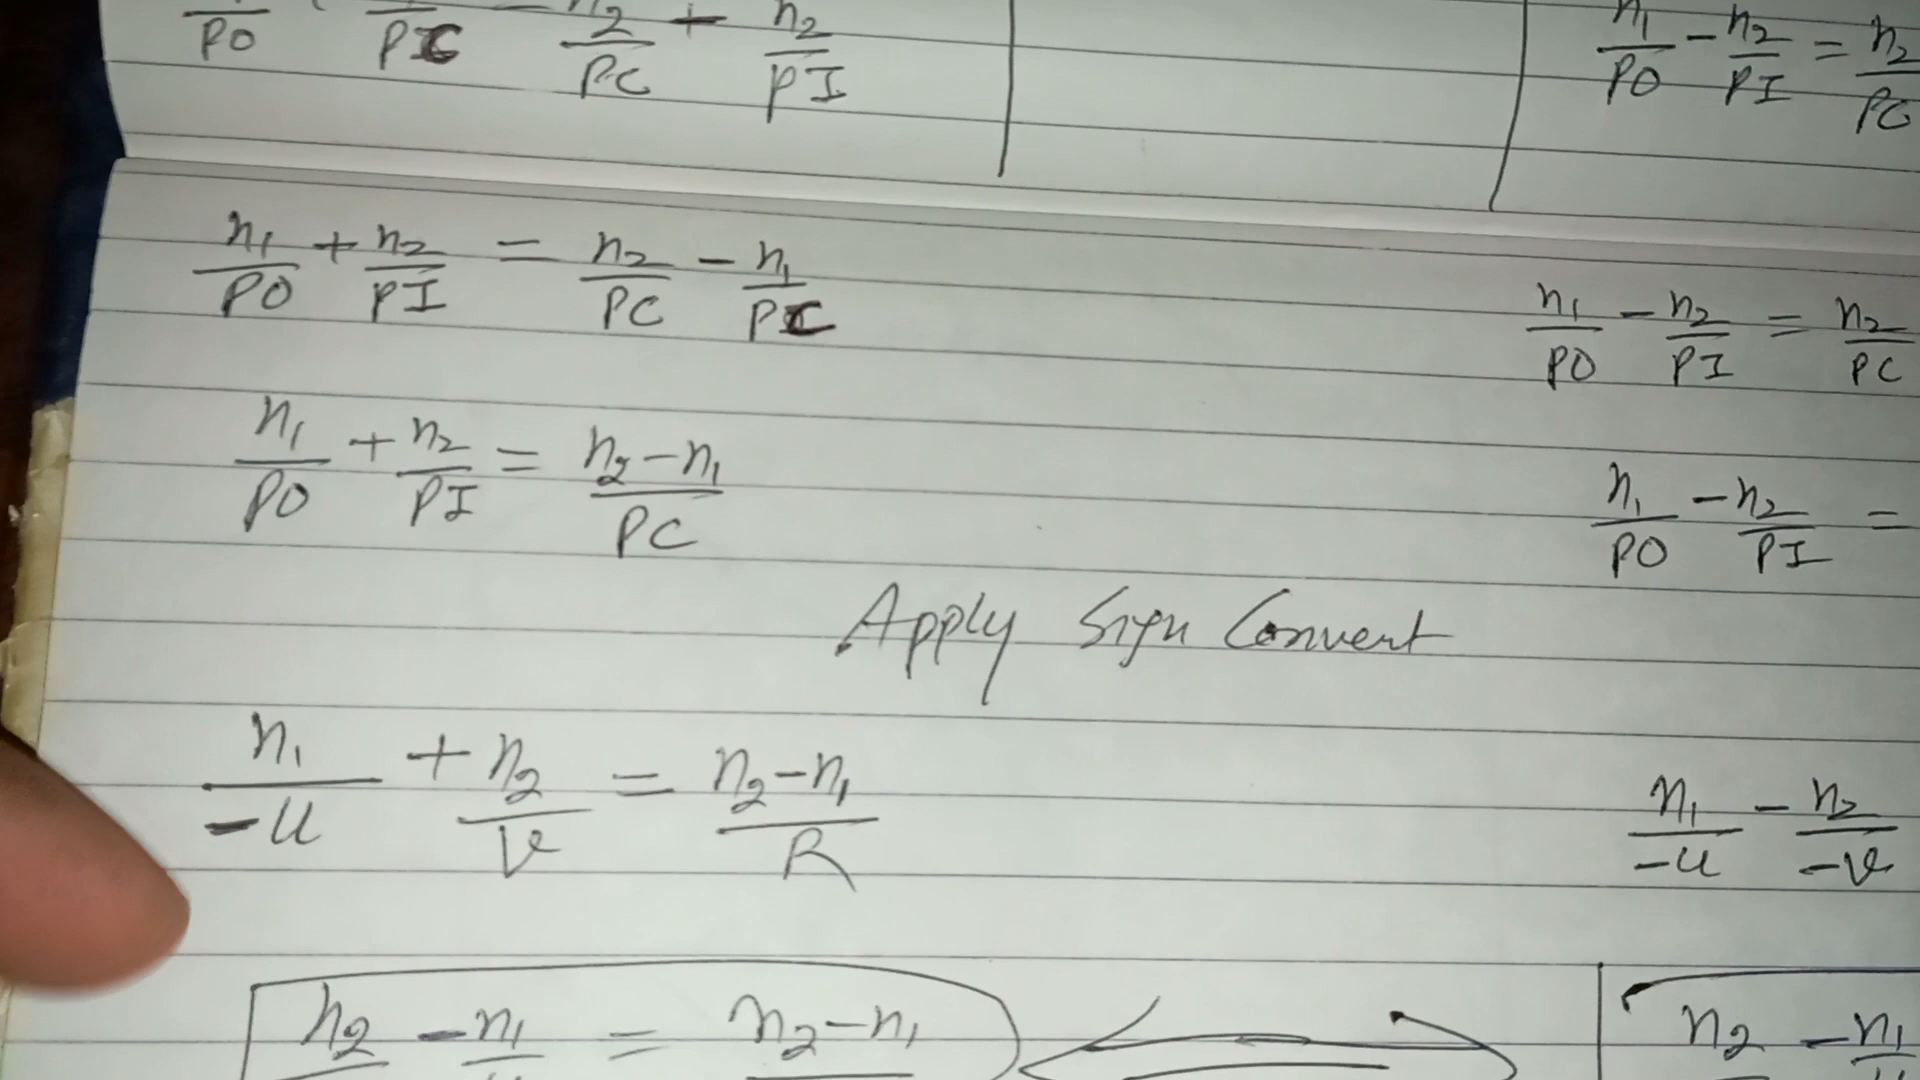 n₂/PC + n₂/PI
n₁/PO - n₂/PI = n₂/PC
n₁/PO + n₂/PI = n₂/PC - n₁/PC
n₁/PO - n₂/PI = n₂/PC
n₁/PO + n₂/PI = n₂-n₁/PC
n₁/PO - n₂/PI =
Apply Sign Convent
n₁/-u + n₂/v = n₂-n₁/R
n₁/-u - n₂/-v
n₂ - n₁ = n₂-n₁
n₂ - n₁